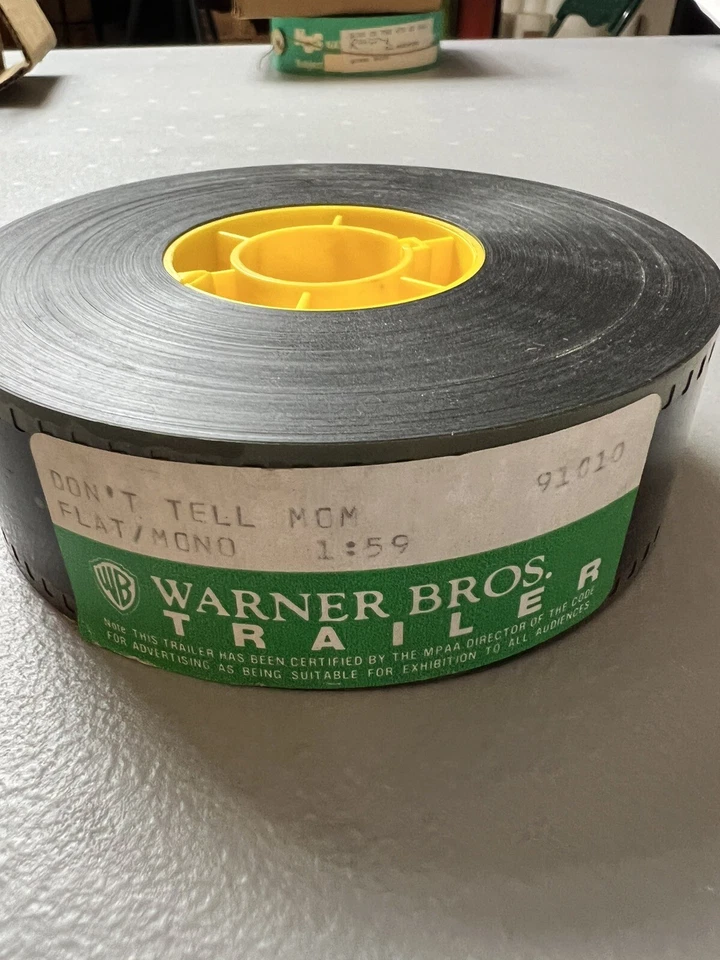 DON'T TELL MOM 91010
FLAT/MONO 1:59
WB WARNER BROS.
TRAILER
Note THIS TRAILER HAS BEEN CERTIFIED BY THE MPAA DIRECTOR OF THE CODE
FOR ADVERTISING AS BEING SUITABLE FOR EXHIBITION TO ALL AUDIENCES